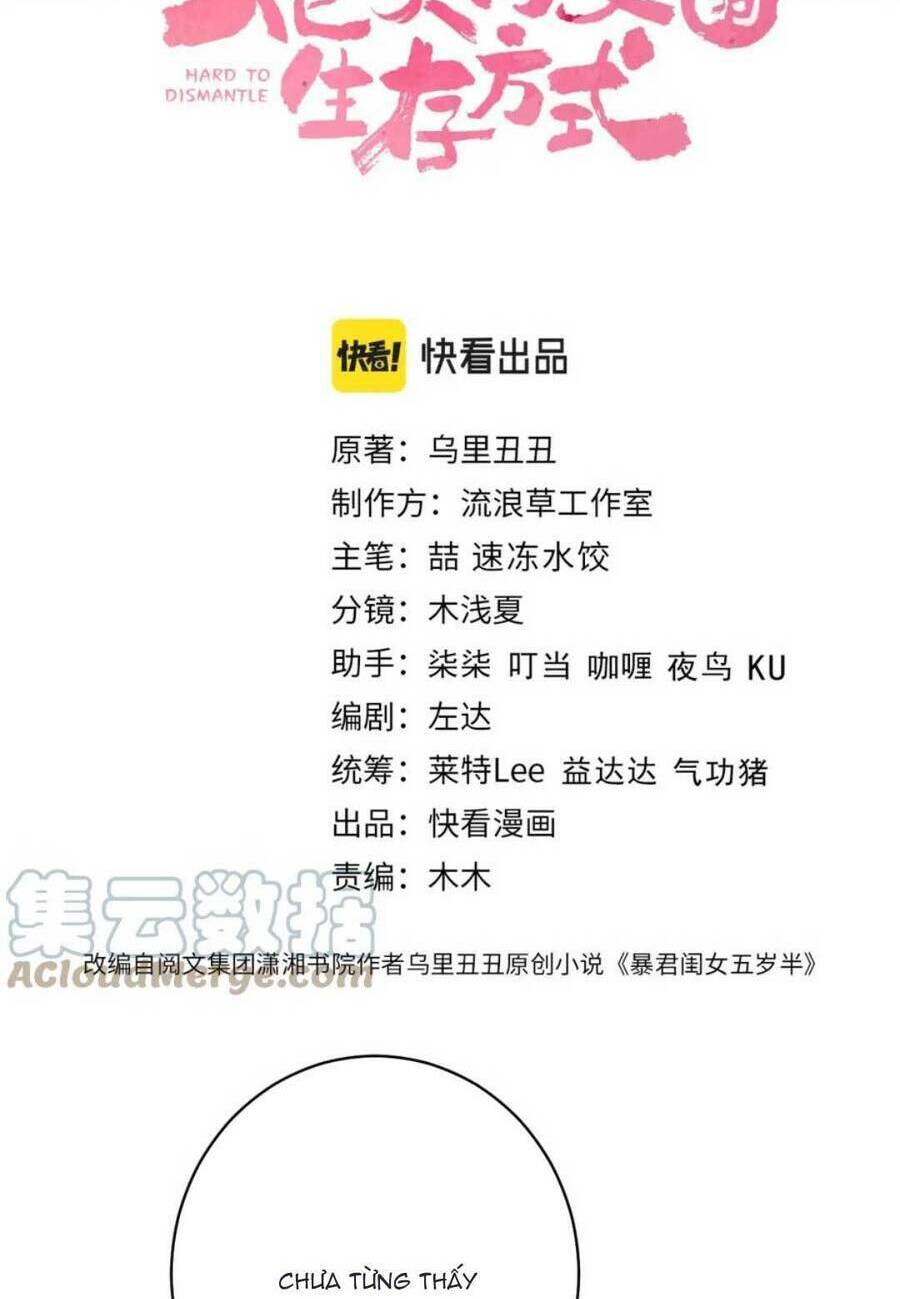 HARD TO
DISMANTLE
生存方式
快看! 快看出品
原著：乌里丑丑
制作方：流浪草工作室
主笔：喆 速冻水饺
分镜：木浅夏
助手：柒柒 叮当 咖喱 夜鸟 KU
编剧：左达
统筹：莱特Lee 益达达 气功猪
出品：快看漫画
责编：木木
集云数据
改编自阅文集团潇湘书院作者乌里丑丑原创小说《暴君闺女五岁半》
Acloudmerge.com
CHƯA TỪNG THẤY